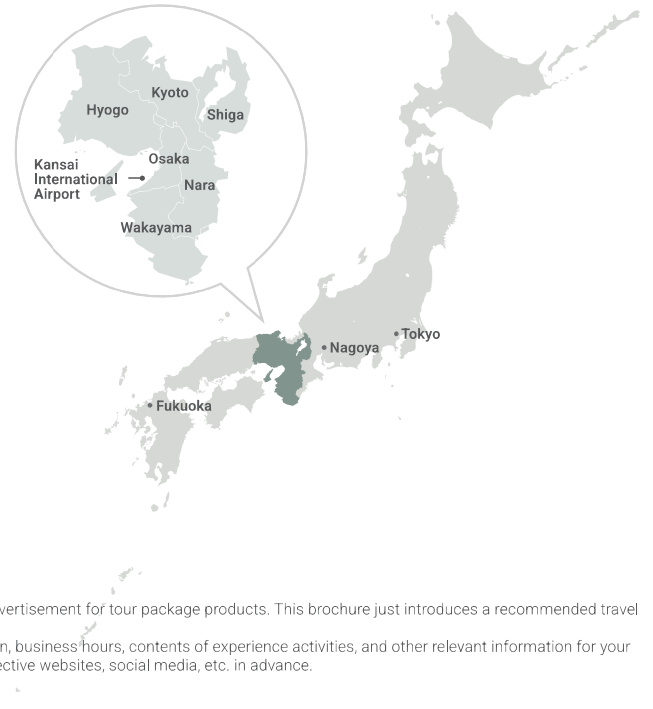 Kyoto
Hyogo
Shiga
Osaka
Kansai
International
Airport
Nara
Wakayama
Tokyo
Nagoya
Fukuoka
vertisement for tour package products. This brochure just introduces a recommended travel
n, business hours, contents of experience activities, and other relevant information for your
ective websites, social media, etc. in advance.